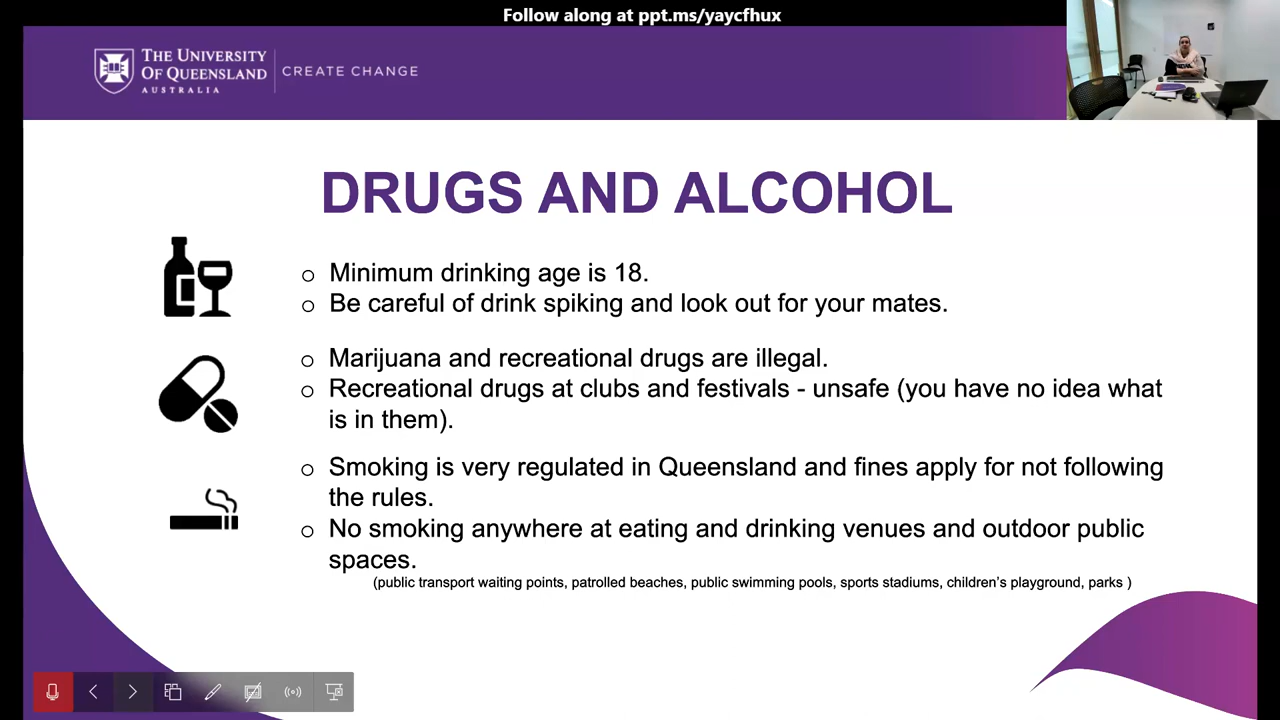 Follow along at ppt.ms/yaycfhux
THE UNIVERSITY
OF QUEENSLAND
AUSTRALIA
CREATE CHANGE
DRUGS AND ALCOHOL
o Minimum drinking age is 18.
o Be careful of drink spiking and look out for your mates.
o Marijuana and recreational drugs are illegal.
o Recreational drugs at clubs and festivals - unsafe (you have no idea what
is in them).
o Smoking is very regulated in Queensland and fines apply for not following
the rules.
o No smoking anywhere at eating and drinking venues and outdoor public
spaces.
(public transport waiting points, patrolled beaches, public swimming pools, sports stadiums, children's playground, parks )